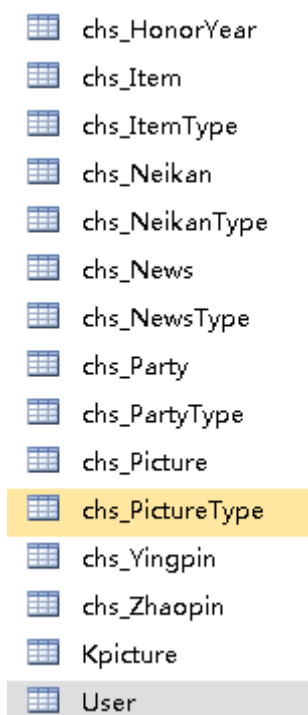 chs_HonorYear
chs_Item
chs_ItemType
chs_Neikan
chs_NeikanType
chs_News
chs_NewsType
chs_Party
chs_PartyType
chs_Picture
chs_PictureType
chs_Yingpin
chs_Zhaopin
Kpicture
User